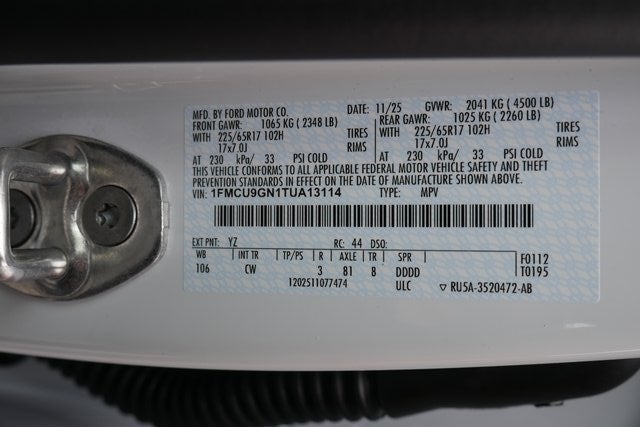 MFD. BY FORD MOTOR CO. DATE: 11/25 GVWR: 2041 KG ( 4500 LB)
FRONT GAWR: 1065 KG ( 2348 LB) REAR GAWR: 1025 KG ( 2260 LB)
WITH 225/65R17 102H TIRES WITH 225/65R17 102H TIRES
17x7.0J RIMS 17x7.0J RIMS
AT 230 kPa/ 33 PSI COLD AT 230 kPa/ 33 PSI COLD
THIS VEHICLE CONFORMS TO ALL APPLICABLE FEDERAL MOTOR VEHICLE SAFETY AND THEFT
PREVENTION STANDARDS IN EFFECT ON THE DATE OF MANUFACTURE SHOWN ABOVE.
VIN: 1FMCU9GN1TUA13114 TYPE: MPV
EXT PNT: YZ RC: 44 DSO:
WB INT TR TP/PS R AXLE TR SPR F0112
106 CW 3 81 8 DDDD T0195
1202511077474 ULC ▽ RU5A-3520472-AB